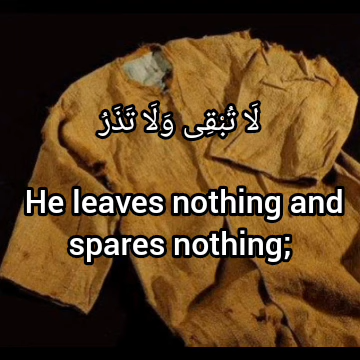 لَا تُبْقِى وَلَا تَذَرُ
He leaves nothing and
spares nothing;